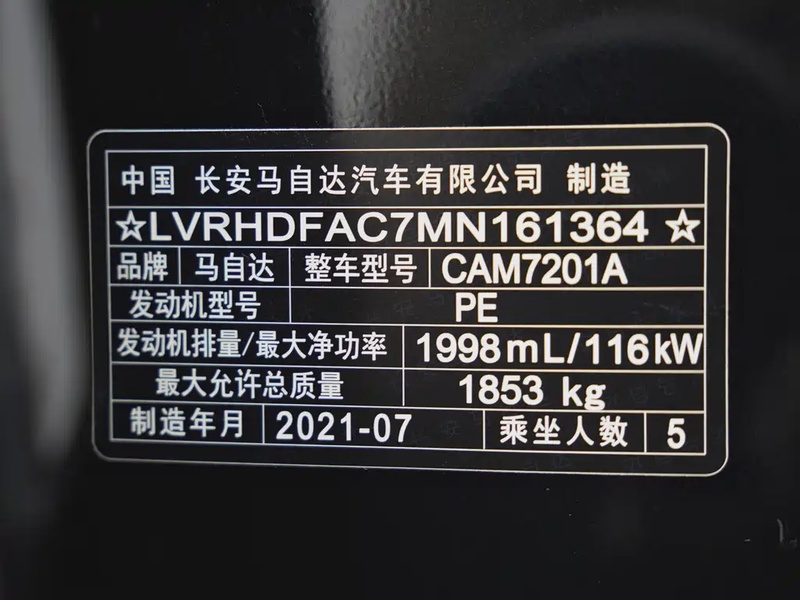 中国 长安马自达汽车有限公司 制造
☆LVRHDFAC7MN161364☆
品牌 马自达 整车型号 CAM7201A
发动机型号 PE
发动机排量/最大净功率 1998mL/116kW
最大允许总质量 1853 kg
制造年月 2021-07 乘坐人数 5